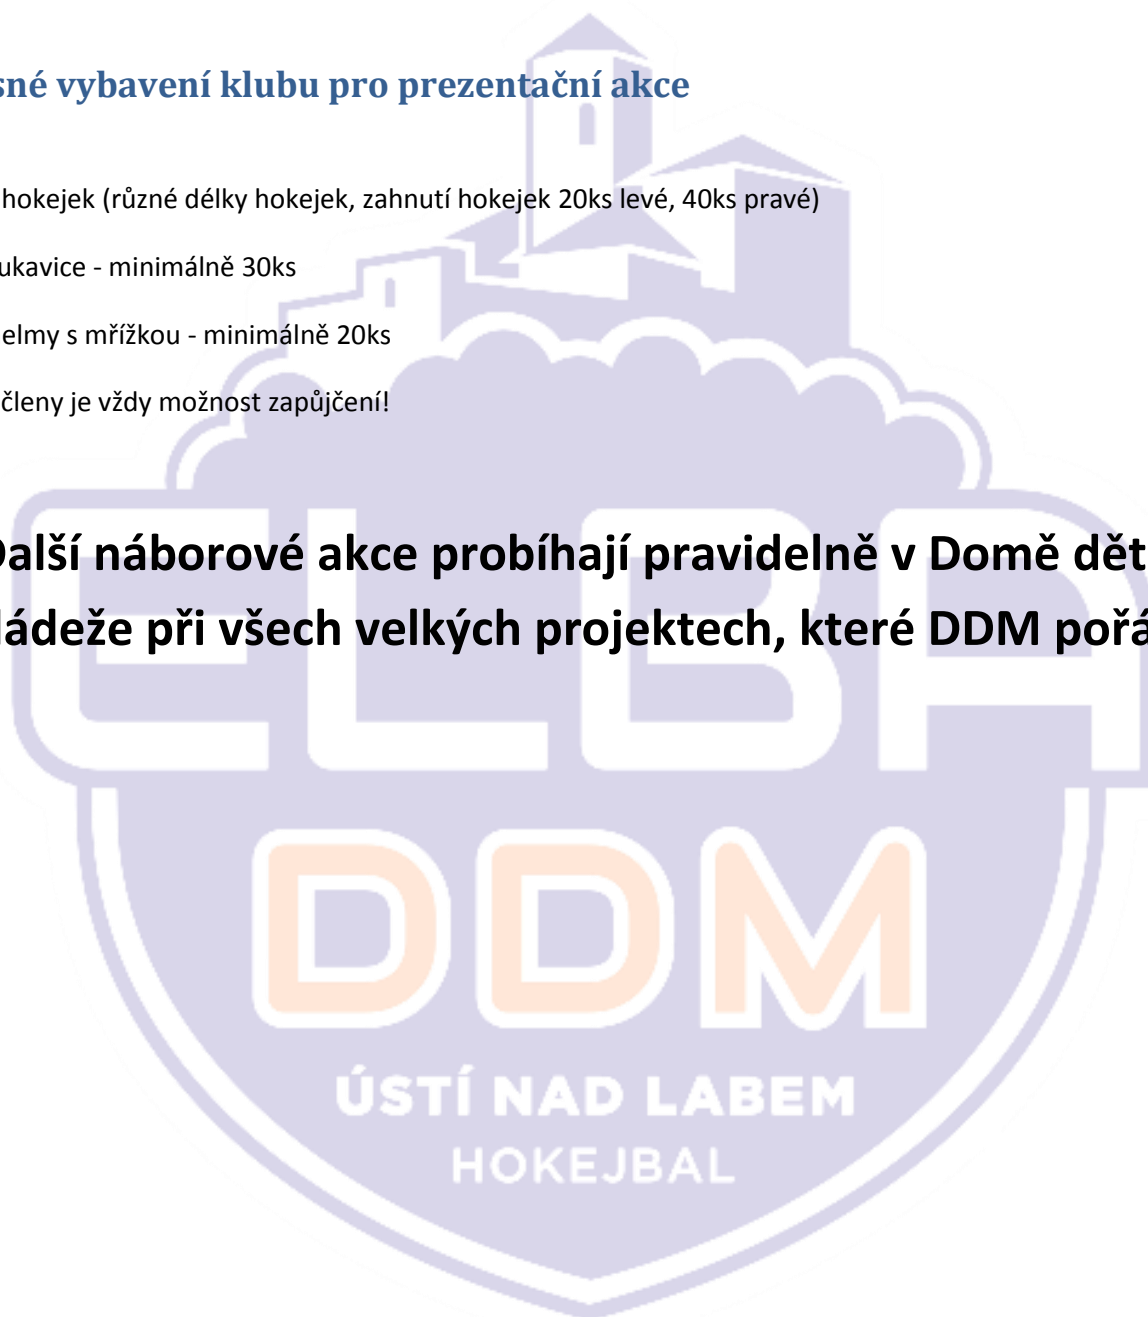 sné vybavení klubu pro prezentační akce
hokejek (různé délky hokejek, zahnutí hokejek 20ks levé, 40ks pravé)
ukavice - minimálně 30ks
elmy s mřížkou - minimálně 20ks
členy je vždy možnost zapůjčení!
Další náborové akce probíhají pravidelně v Domě dět
ládeže při všech velkých projektech, které DDM pořá
ELBA
DDM
ÚSTÍ NAD LABEM
HOKEJBAL